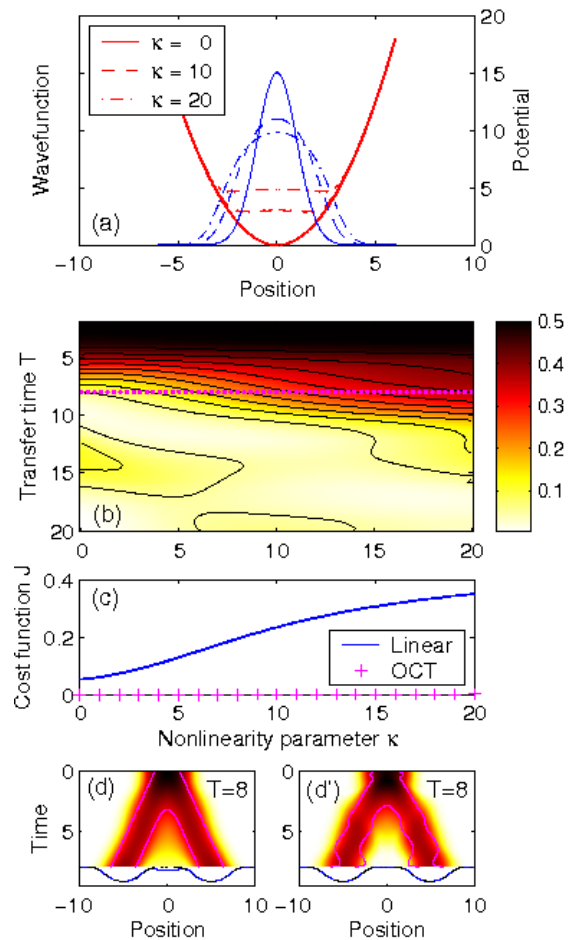 κ = 0
κ = 10
κ = 20
Wavefunction
Potential
20
15
10
5
0
(a)
−10 −5 0 5 10
Position
Transfer time T
5
10
15
20
(b)
0 5 10 15 20
0.5
0.4
0.3
0.2
0.1
Cost function J
0.4
0.2
0
(c)
Linear
OCT
0 5 10 15 20
Nonlinearity parameter κ
Time
0
5
(d) T=8
−10 0 10
Position
0
5
(d') T=8
−10 0 10
Position